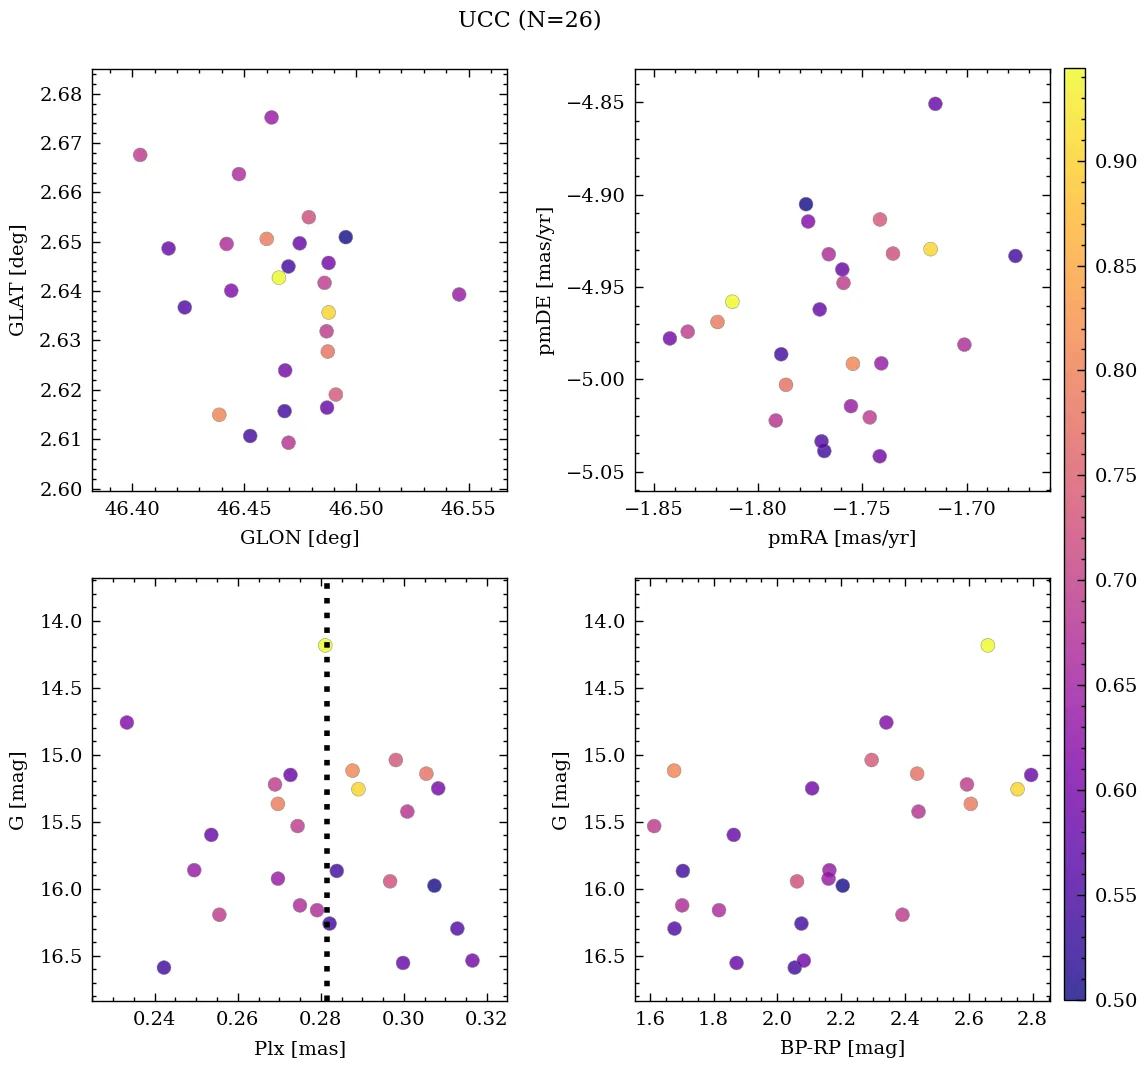 UCC (N=26)
2.68
2.67
2.66
2.65
2.64
2.63
2.62
2.61
2.60
GLAT [deg]
46.40 46.45 46.50 46.55
GLON [deg]
−4.85
−4.90
−4.95
−5.00
−5.05
pmDE [mas/yr]
−1.85 −1.80 −1.75 −1.70
pmRA [mas/yr]
14.0
14.5
15.0
15.5
16.0
16.5
G [mag]
0.24 0.26 0.28 0.30 0.32
Plx [mas]
14.0
14.5
15.0
15.5
16.0
16.5
G [mag]
1.6 1.8 2.0 2.2 2.4 2.6 2.8
BP-RP [mag]
0.90
0.85
0.80
0.75
0.70
0.65
0.60
0.55
0.50